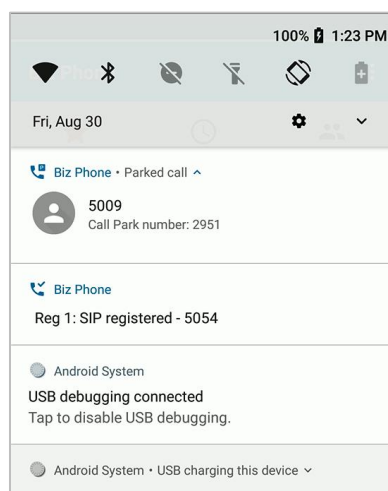 100% 1:23 PM
Fri, Aug 30
Biz Phone • Parked call
5009
Call Park number: 2951
Biz Phone
Reg 1: SIP registered - 5054
Android System
USB debugging connected
Tap to disable USB debugging.
Android System • USB charging this device